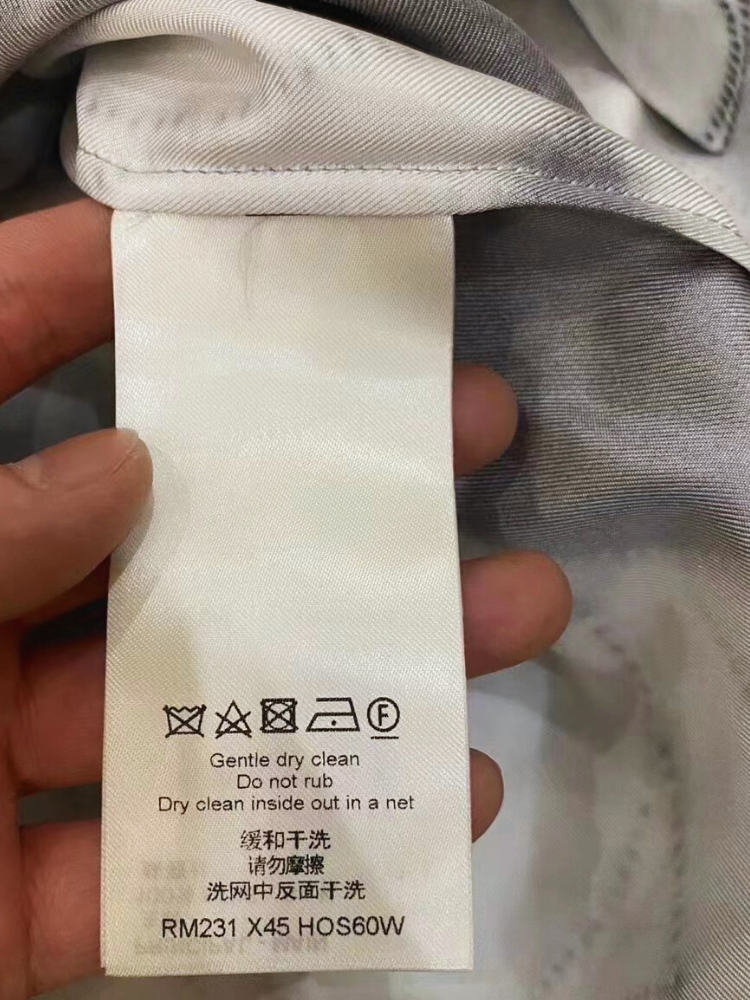 F
Gentle dry clean
Do not rub
Dry clean inside out in a net
缓和干洗
请勿摩擦
洗网中反面干洗
RM231 X45 HOS60W